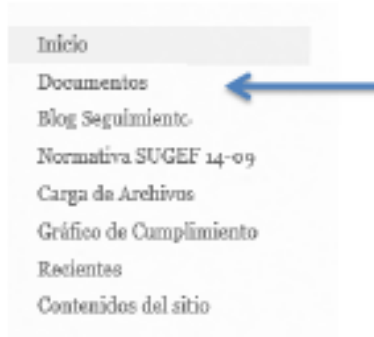 Inicio
Documentos
Blog Seguimiento
Normativa SUGEF 14-09
Carga de Archivos
Gráfico de Cumplimiento
Recientes
Contenidos del sitio